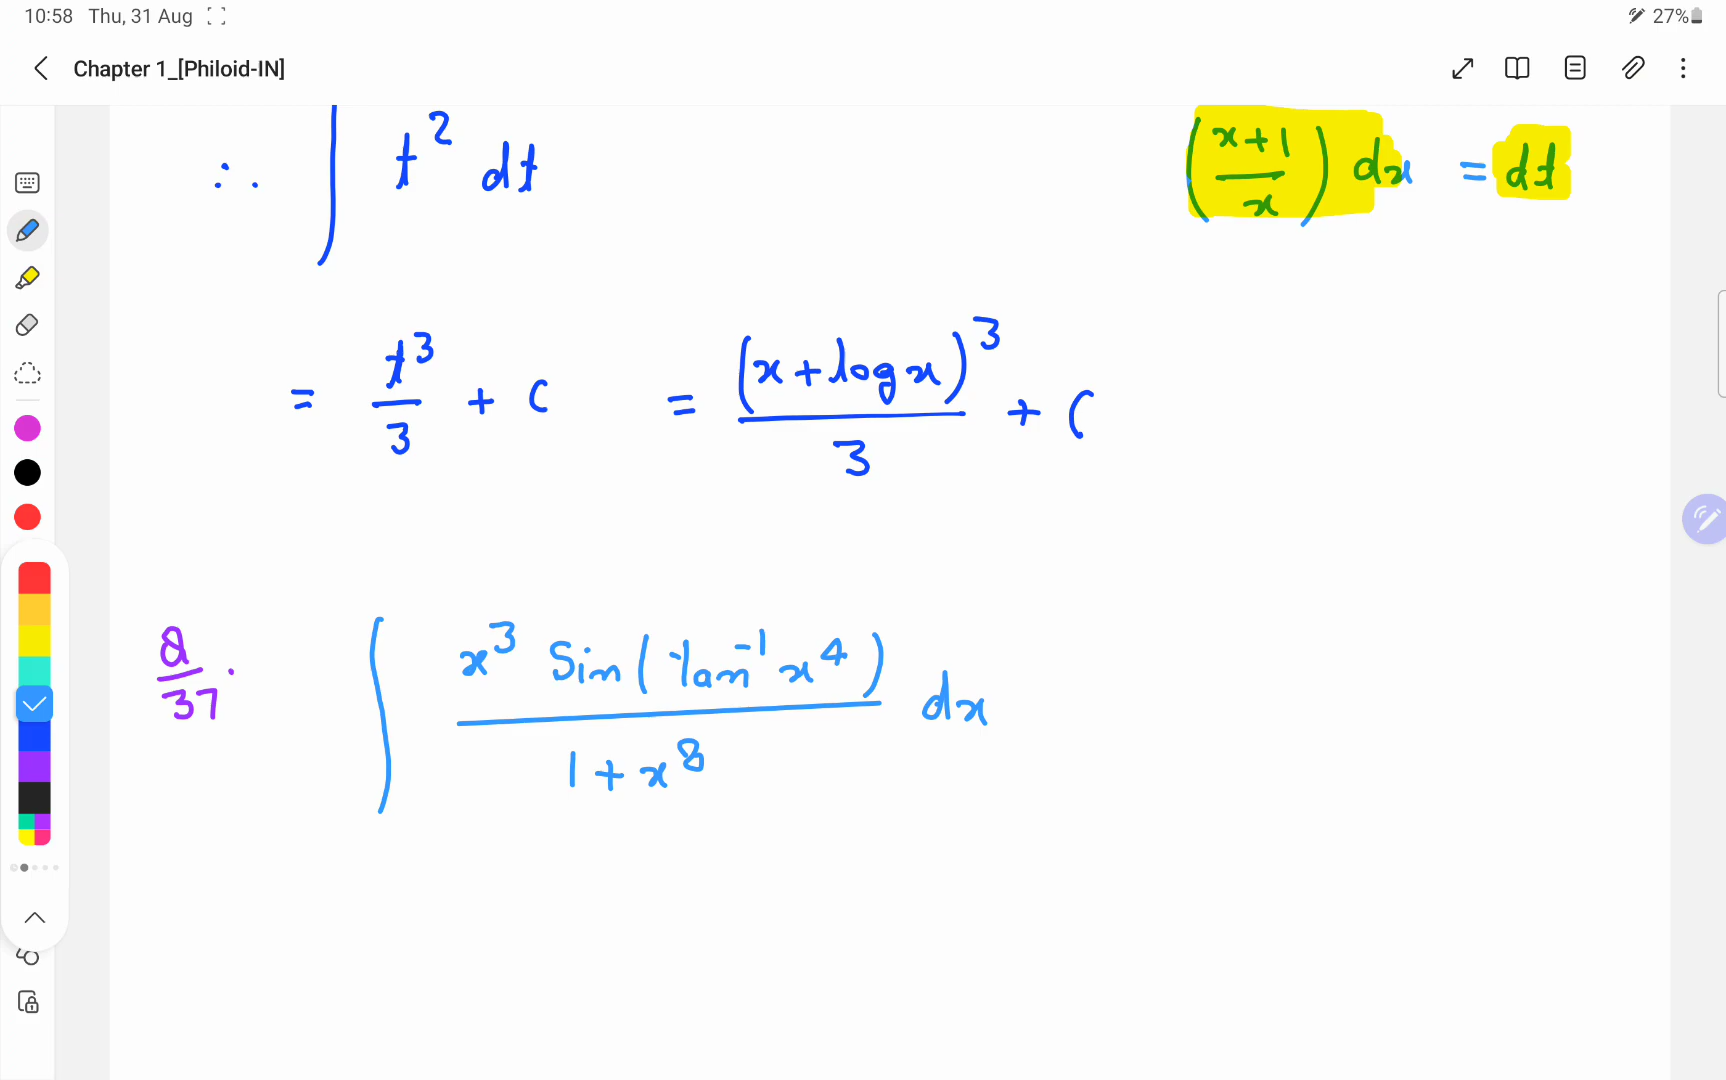 10:58 Thu, 31 Aug 27%
Chapter 1_[Philoid-IN]
∴ ∫ t² dt ((x+1)/x) dx = dt
= t³/3 + C = (x + log x)³/3 + C
Q/37. ∫ x³ Sin(tan⁻¹ x⁴)/(1 + x⁸) dx